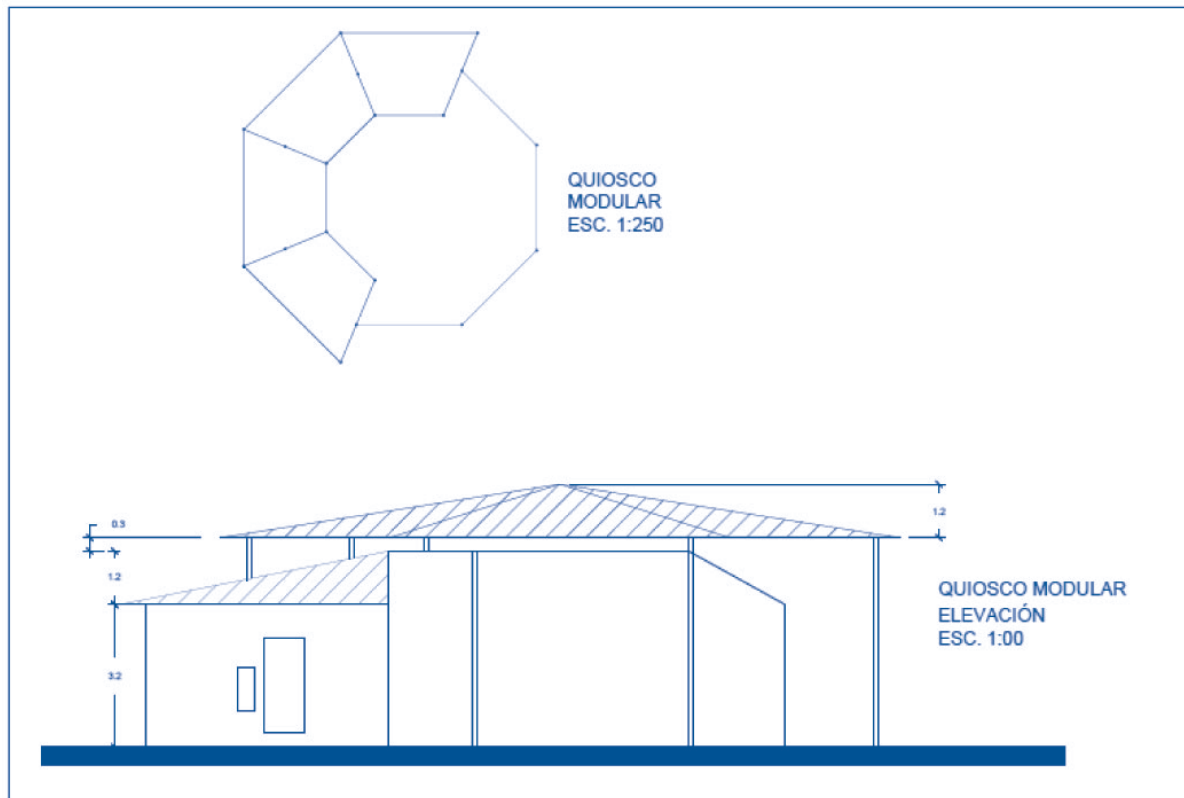 QUIOSCO
MODULAR
ESC. 1:250
1.2
0.3
1.2
3.2
QUIOSCO MODULAR
ELEVACIÓN
ESC. 1:00